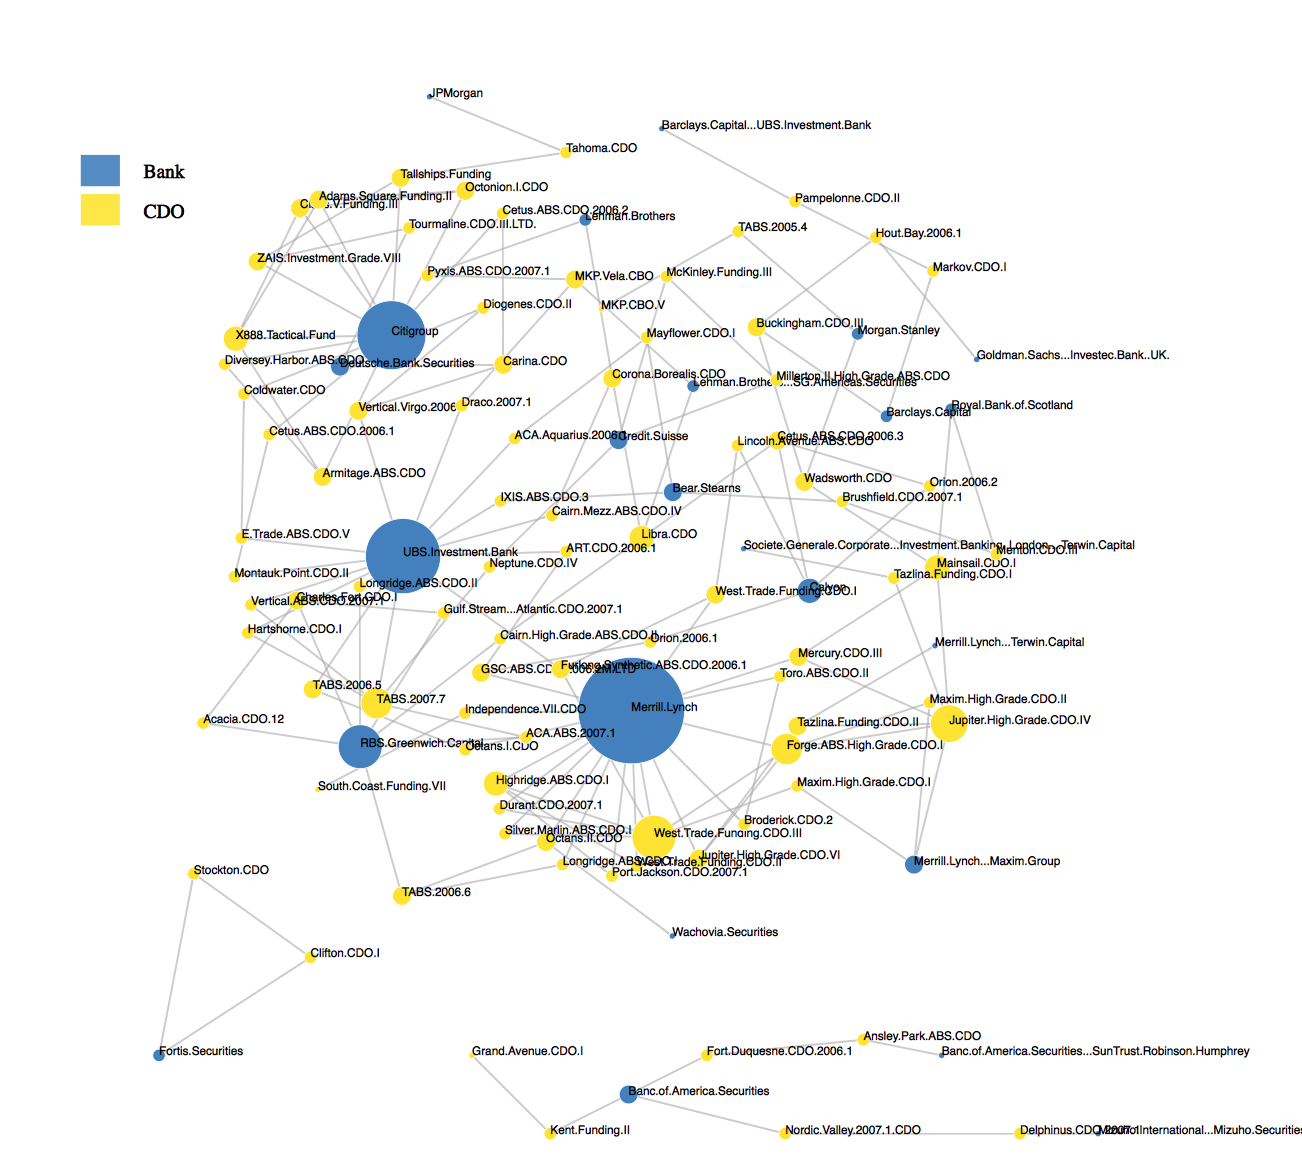 JPMorgan
Barclays.Capital...UBS.Investment.Bank
Tahoma.CDO
Bank
Tallships.Funding
Octonion.I.CDO
Adams.Square.Funding.II
Pampelonne.CDO.II
CDO
Cetus.ABS.CDO.2006.2
Lehman.Brothers
Tourmaline.CDO.III.LTD.
TABS.2005.4
Hout.Bay.2006.1
ZAIS.Investment.Grade.VIII
Markov.CDO.I
Pyxis.ABS.CDO.2007.1
MKP.Vela.CBO
McKinley.Funding.III
Diogenes.CDO.II
MKP.CBO.V
Citigroup
X888.Tactical.Fund
Mayflower.CDO.I
Buckingham.CDO.III
Morgan.Stanley
Goldman.Sachs...Investec.Bank..UK.
Diversey.Harbor.ABS.CDO
Deutsche.Bank.Securities
Carina.CDO
Corona.Borealis.CDO
Millerton.II.High.Grade.ABS.CDO
Coldwater.CDO
Vertical.Virgo.2006
Draco.2007.1
Barclays.Capital
Royal.Bank.of.Scotland
Cetus.ABS.CDO.2006.1
ACA.Aquarius.2006
Credit.Suisse
Cetus.ABS.CDO.2006.3
Lincoln.Avenue.ABS.CDO
Armitage.ABS.CDO
Wadsworth.CDO
Orion.2006.2
Bear.Stearns
IXIS.ABS.CDO.3
Brushfield.CDO.2007.1
Cairn.Mezz.ABS.CDO.IV
E.Trade.ABS.CDO.V
Libra.CDO
UBS.Investment.Bank
ART.CDO.2006.1
Societe.Generale.Corporate...Investment.Banking
Terwin.Capital
Menton.CDO.III
Neptune.CDO.IV
Mainsail.CDO.I
Montauk.Point.CDO.II
Tazlina.Funding.CDO.I
Longridge.ABS.CDO.II
Calyon
West.Trade.Funding.CDO.I
Charles.Fort.CDO.I
Vertical.ABS.CDO.2007.1
Gulf.Stream...Atlantic.CDO.2007.1
Hartshorne.CDO.I
Cairn.High.Grade.ABS.CDO.II
Orion.2006.1
Merrill.Lynch...Terwin.Capital
Mercury.CDO.III
Furlong.Synthetic.ABS.CDO.2006.1
Toro.ABS.CDO.II
TABS.2006.5
TABS.2007.7
Maxim.High.Grade.CDO.II
Independence.VII.CDO
Merrill.Lynch
Acacia.CDO.12
Tazlina.Funding.CDO.II
Jupiter.High.Grade.CDO.IV
ACA.ABS.2007.1
RBS.Greenwich.Capital
Octans.I.CDO
Forge.ABS.High.Grade.CDO.I
Highridge.ABS.CDO.I
Maxim.High.Grade.CDO.I
South.Coast.Funding.VII
Durant.CDO.2007.1
Broderick.CDO.2
Silver.Marlin.ABS.CDO.I
West.Trade.Funding.CDO.III
Octans.II.CDO
Jupiter.High.Grade.CDO.VI
Longridge.ABS.CDO.I
West.Trade.Funding.CDO.II
Merrill.Lynch...Maxim.Group
Port.Jackson.CDO.2007.1
Stockton.CDO
TABS.2006.6
Wachovia.Securities
Clifton.CDO.I
Ansley.Park.ABS.CDO
Fortis.Securities
Grand.Avenue.CDO.I
Fort.Duquesne.CDO.2006.1
Banc.of.America.Securities...SunTrust.Robinson.Humphrey
Banc.of.America.Securities
Kent.Funding.II
Nordic.Valley.2007.1.CDO
Delphinus.CDO.2007.1
International...Mizuho.Securities